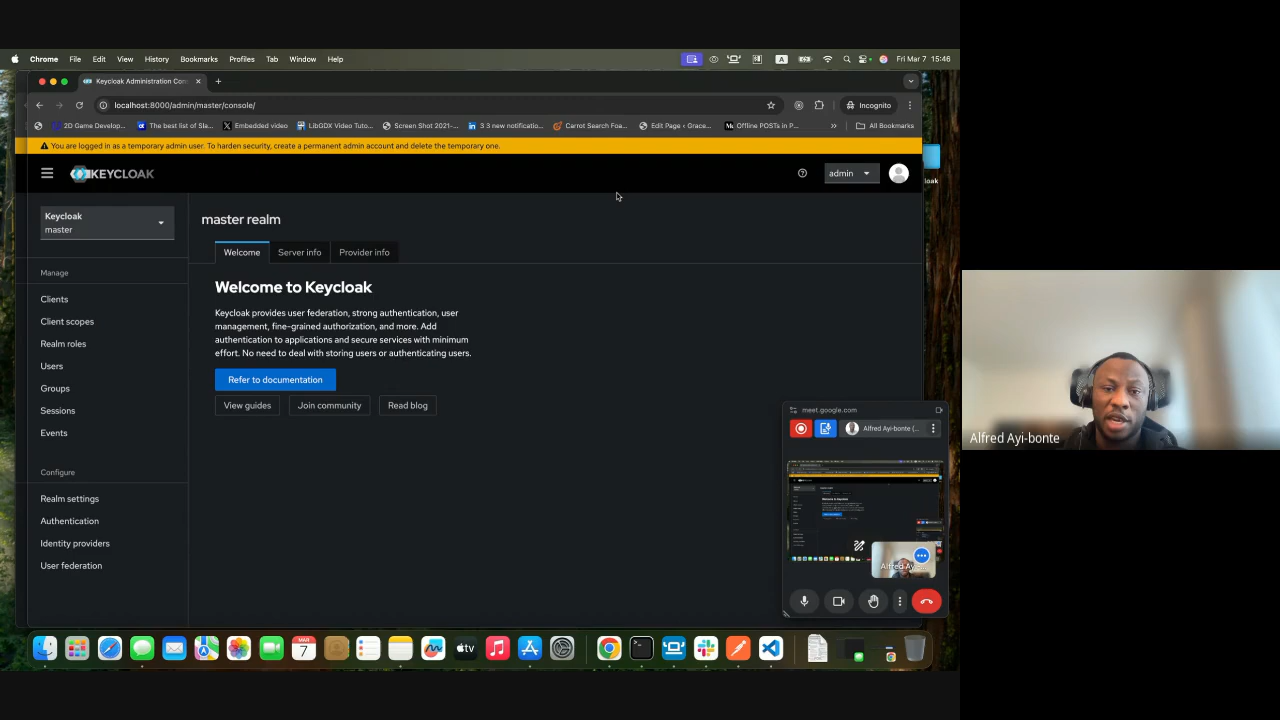 Chrome File Edit View History Bookmarks Profiles Tab Window Help
A
Fri Mar 7 15:46
Keycloak Administration Con
localhost:8000/admin/master/console/
Incognito
2D Game Develop...
The best list of Sla...
Embedded video
LibGDX Video Tuto...
Screen Shot 2021-...
3 3 new notificatio...
Carrot Search Foa...
Edit Page ‹ Grace...
Offline POSTs in P...
All Bookmarks
You are logged in as a temporary admin user. To harden security, create a permanent admin account and delete the temporary one.
KEYCLOAK
admin
oak
Keycloak
master
Manage
Clients
Client scopes
Realm roles
Users
Groups
Sessions
Events
Configure
Realm settings
Authentication
Identity providers
User federation
master realm
Welcome
Server info
Provider info
Welcome to Keycloak
Keycloak provides user federation, strong authentication, user
management, fine-grained authorization, and more. Add
authentication to applications and secure services with minimum
effort. No need to deal with storing users or authenticating users.
Refer to documentation
View guides
Join community
Read blog
meet.google.com
Alfred Ayi-bonte (...
Alfred Ay
MAR
7
tv
Alfred Ayi-bonte